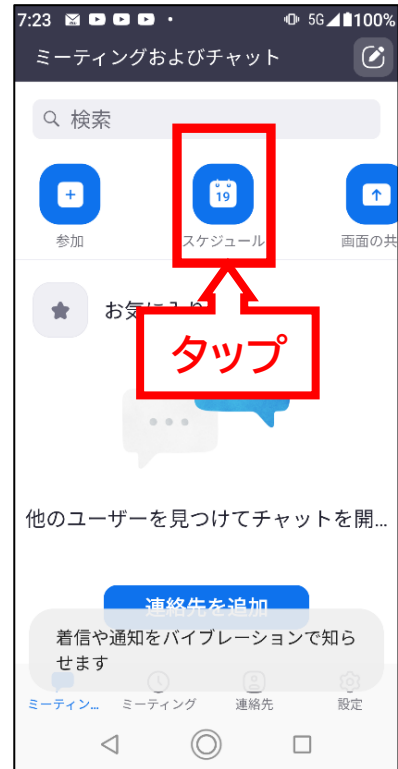 7:23 5G 100%
ミーティングおよびチャット
検索
19
参加 スケジュール 画面の共
お気に入り
タップ
他のユーザーを見つけてチャットを開...
連絡先を追加
着信や通知をバイブレーションで知ら
せます
ミーティン... ミーティング 連絡先 設定